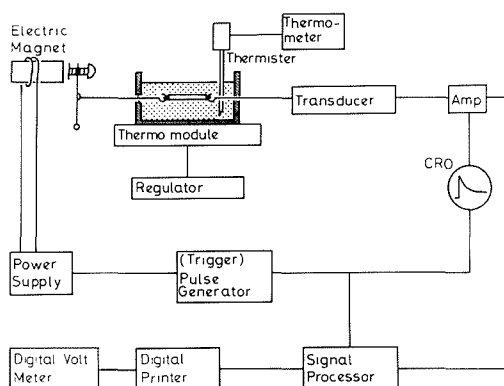 Electric
Magnet
Thermo-
meter
Thermister
Transducer
Amp
Thermo module
CRO
Regulator
Power
Supply
(Trigger)
Pulse
Generator
Digital Volt
Meter
Digital
Printer
Signal
Processor